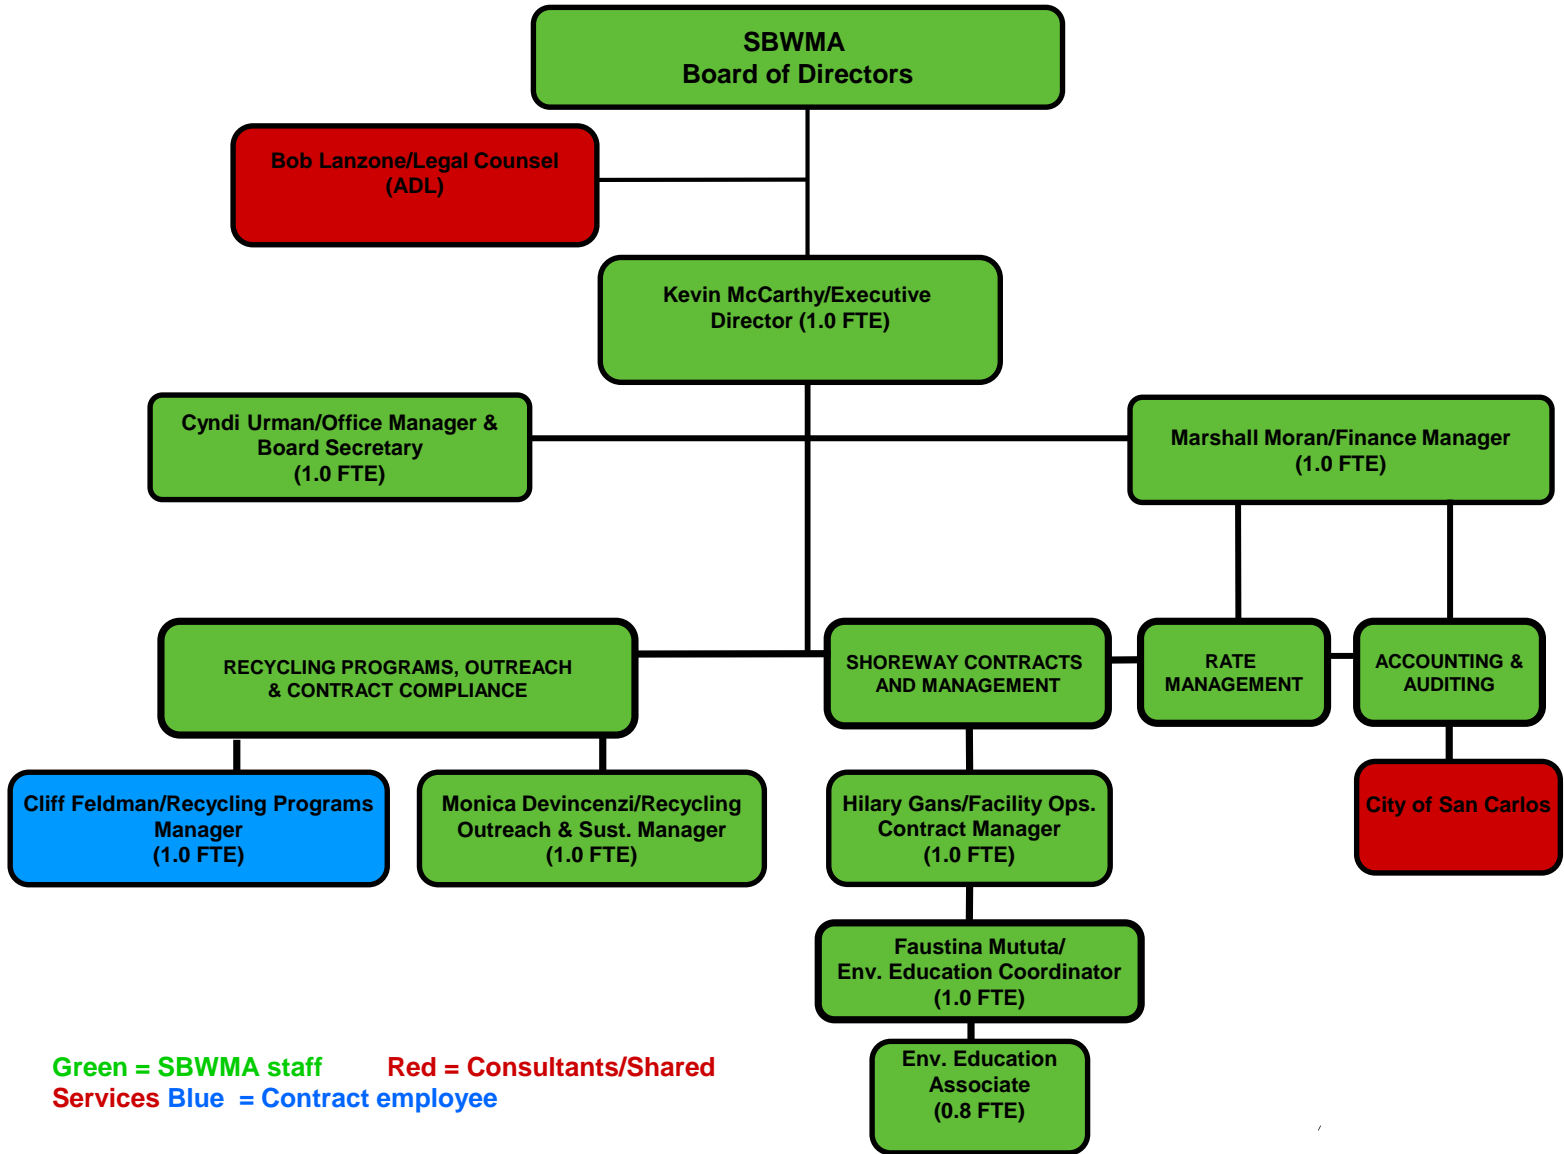 SBWMA
Board of Directors
Bob Lanzone/Legal Counsel
(ADL)
Kevin McCarthy/Executive
Director (1.0 FTE)
Cyndi Urman/Office Manager &
Board Secretary
(1.0 FTE)
Marshall Moran/Finance Manager
(1.0 FTE)
RECYCLING PROGRAMS, OUTREACH
& CONTRACT COMPLIANCE
SHOREWAY CONTRACTS
AND MANAGEMENT
RATE
MANAGEMENT
ACCOUNTING &
AUDITING
Cliff Feldman/Recycling Programs
Manager
(1.0 FTE)
Monica Devincenzi/Recycling
Outreach & Sust. Manager
(1.0 FTE)
Hilary Gans/Facility Ops.
Contract Manager
(1.0 FTE)
City of San Carlos
Faustina Mututa/
Env. Education Coordinator
(1.0 FTE)
Env. Education
Associate
(0.8 FTE)
Green = SBWMA staff Red = Consultants/Shared
Services Blue = Contract employee